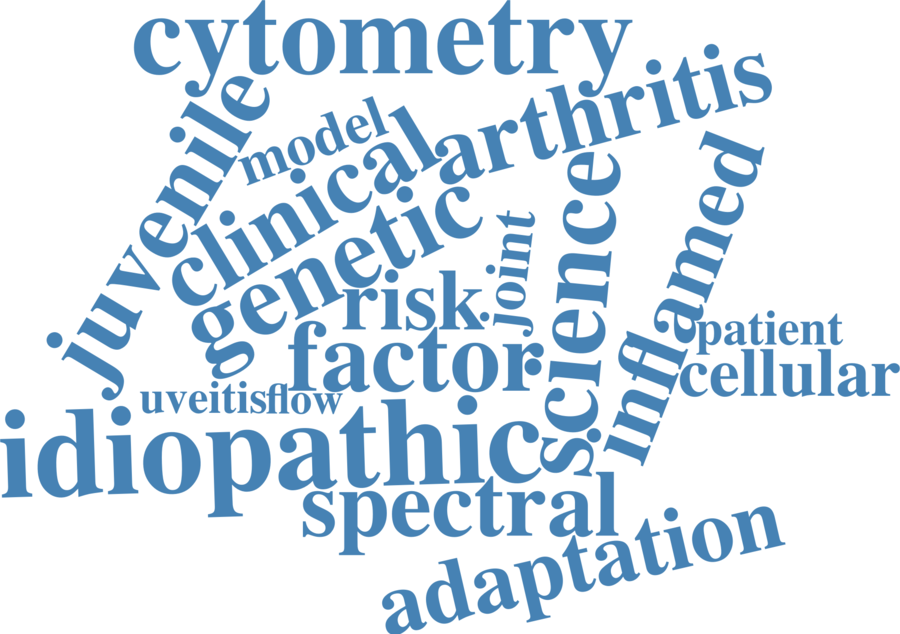 cytometry
arthritis
juvenile
model
clinical
genetic
science
inflamed
joint
risk
patient
factor
cellular
uveitis
flow
idiopathic
spectral
adaptation